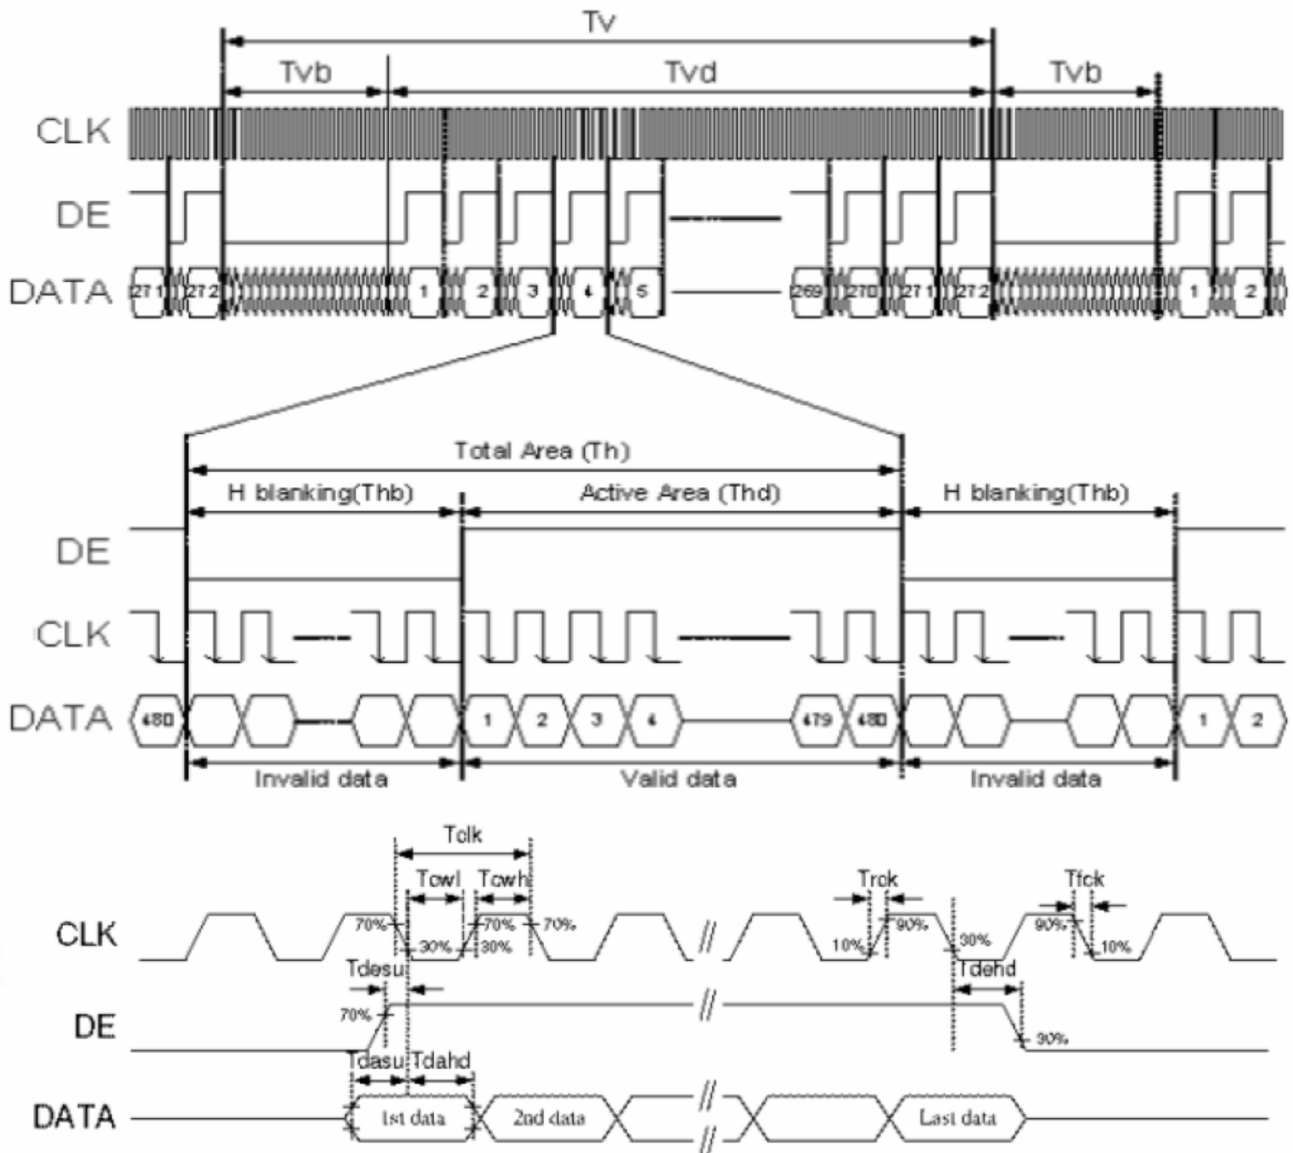 Tv
Tvb Tvd Tvb
CLK
DE
DATA 271 272 1 2 3 4 5 269 270 271 272 1 2
Total Area (Th)
H blanking(Thb) Active Area (Thd) H blanking(Thb)
DE
CLK
DATA 480 1 2 3 4 479 480 1 2
Invalid data Valid data Invalid data
Tclk
Tcwl Tcwh Trck Tfck
CLK 70% 30% 70% 30% 70% 10% 90% 30% 90% 10%
Tdesu Tdehd
DE 70% 30%
Tdasu Tdahd
DATA 1st data 2nd data // Last data